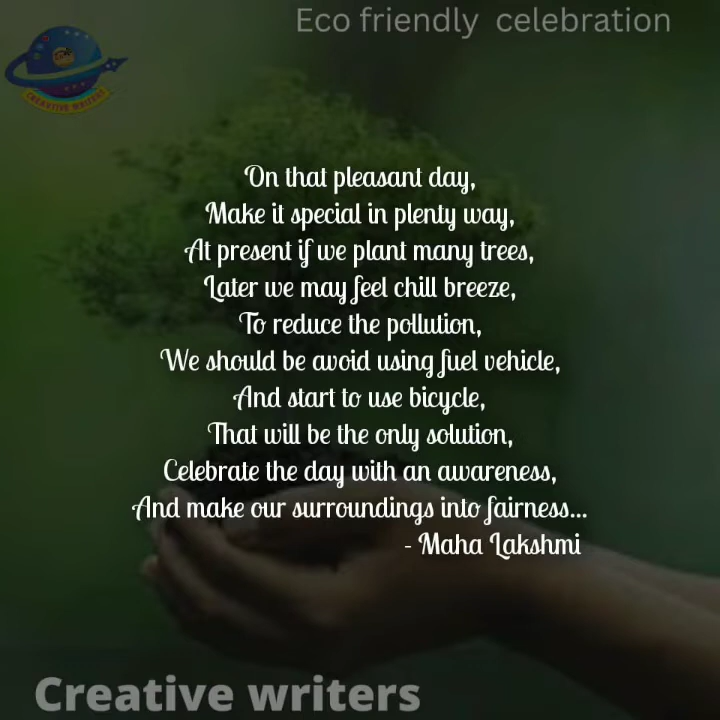 Eco friendly celebration
CREATIVE WRITERS
On that pleasant day,
Make it special in plenty way,
At present if we plant many trees,
Later we may feel chill breeze,
To reduce the pollution,
We should be avoid using fuel vehicle,
And start to use bicycle,
That will be the only solution,
Celebrate the day with an awareness,
And make our surroundings into fairness...
- Maha Lakshmi
Creative writers